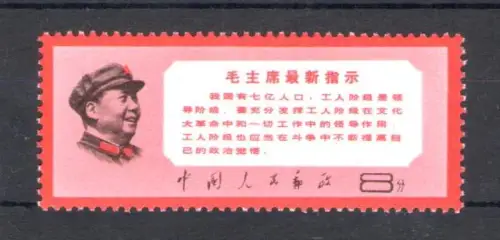 毛主席最新指示
我国有七亿人口，工人阶级是领
导阶级。要充分发挥工人阶级在文化
大革命中和一切工作中的领导作用。
工人阶级也应当在斗争中不断提高自
己的政治觉悟。
中国人民邮政 8分